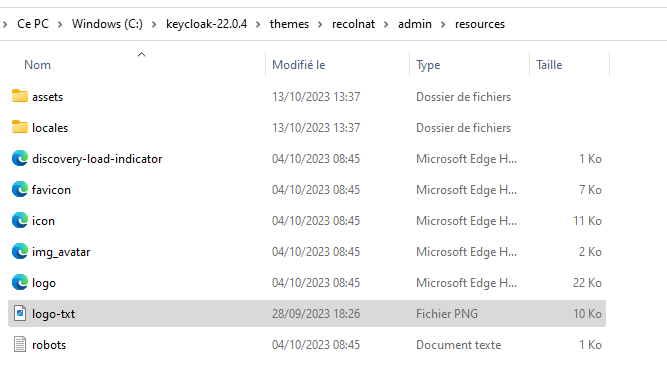 Ce PC > Windows (C:) > keycloak-22.0.4 > themes > recolnat > admin > resources
Nom Modifié le Type Taille
assets 13/10/2023 13:37 Dossier de fichiers
locales 13/10/2023 13:37 Dossier de fichiers
discovery-load-indicator 04/10/2023 08:45 Microsoft Edge H... 1 Ko
favicon 04/10/2023 08:45 Microsoft Edge H... 7 Ko
icon 04/10/2023 08:45 Microsoft Edge H... 11 Ko
img_avatar 04/10/2023 08:45 Microsoft Edge H... 2 Ko
logo 04/10/2023 08:45 Microsoft Edge H... 22 Ko
logo-txt 28/09/2023 18:26 Fichier PNG 10 Ko
robots 04/10/2023 08:45 Document texte 1 Ko